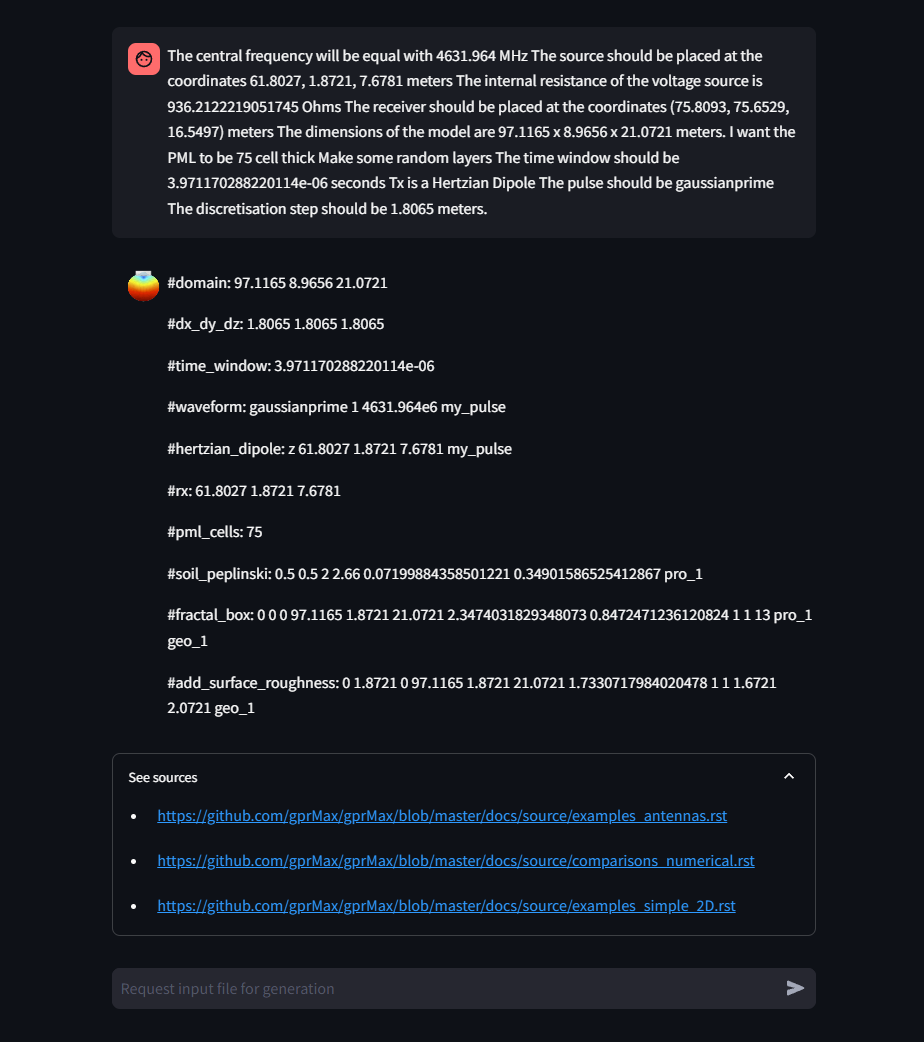 The central frequency will be equal with 4631.964 MHz The source should be placed at the
coordinates 61.8027, 1.8721, 7.6781 meters The internal resistance of the voltage source is
936.2122219051745 Ohms The receiver should be placed at the coordinates (75.8093, 75.6529,
16.5497) meters The dimensions of the model are 97.1165 x 8.9656 x 21.0721 meters. I want the
PML to be 75 cell thick Make some random layers The time window should be
3.971170288220114e-06 seconds Tx is a Hertzian Dipole The pulse should be gaussianprime
The discretisation step should be 1.8065 meters.
#domain: 97.1165 8.9656 21.0721
#dx_dy_dz: 1.8065 1.8065 1.8065
#time_window: 3.971170288220114e-06
#waveform: gaussianprime 1 4631.964e6 my_pulse
#hertzian_dipole: z 61.8027 1.8721 7.6781 my_pulse
#rx: 61.8027 1.8721 7.6781
#pml_cells: 75
#soil_peplinski: 0.5 0.5 2 2.66 0.07199884358501221 0.34901586525412867 pro_1
#fractal_box: 0 0 0 97.1165 1.8721 21.0721 2.3474031829348073 0.8472471236120824 1 1 13 pro_1
geo_1
#add_surface_roughness: 0 1.8721 0 97.1165 1.8721 21.0721 1.7330717984020478 1 1 1.6721
2.0721 geo_1
See sources
https://github.com/gprMax/gprMax/blob/master/docs/source/examples_antennas.rst
https://github.com/gprMax/gprMax/blob/master/docs/source/comparisons_numerical.rst
https://github.com/gprMax/gprMax/blob/master/docs/source/examples_simple_2D.rst
Request input file for generation